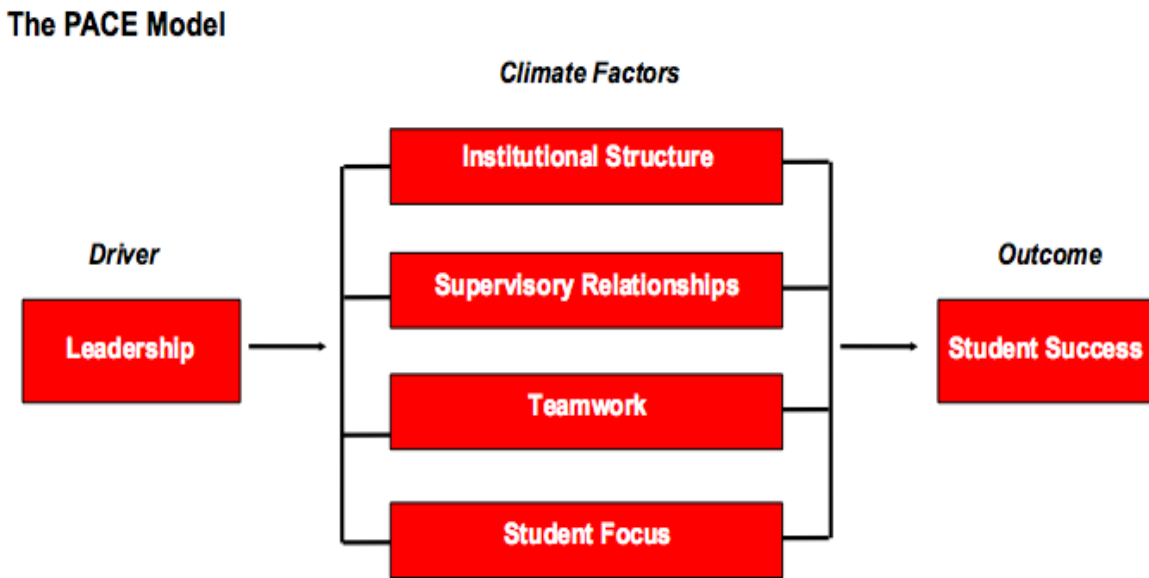 The PACE Model
Climate Factors
Institutional Structure
Driver
Supervisory Relationships
Outcome
Leadership
Student Success
Teamwork
Student Focus